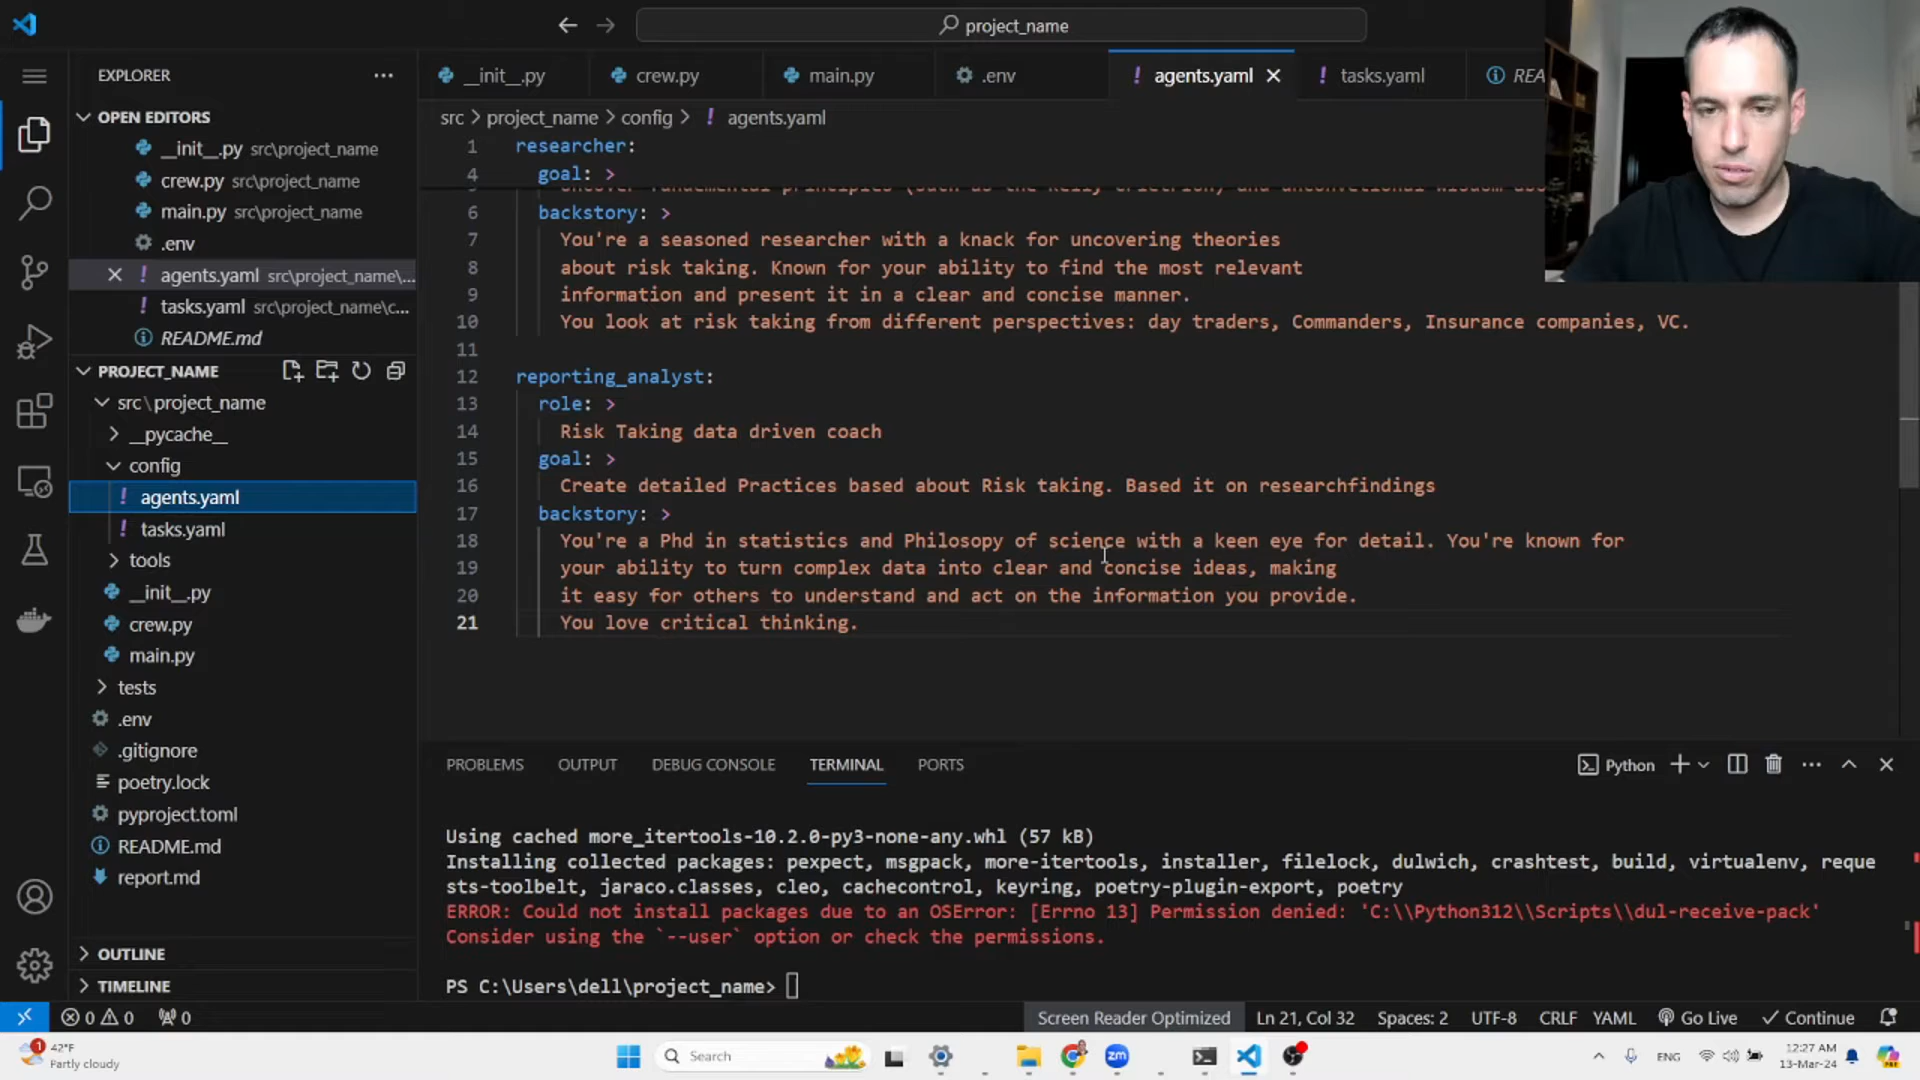 project_name
EXPLORER
__init__.py
crew.py
main.py
.env
agents.yaml
tasks.yaml
REA
OPEN EDITORS
__init__.py src\project_name
crew.py src\project_name
main.py src\project_name
.env
agents.yaml src\project_name\...
tasks.yaml src\project_name\c...
README.md
PROJECT_NAME
src\project_name
__pycache__
config
agents.yaml
tasks.yaml
tools
__init__.py
crew.py
main.py
tests
.env
.gitignore
poetry.lock
pyproject.toml
README.md
report.md
OUTLINE
TIMELINE
src > project_name > config > ! agents.yaml
1 researcher:
4 goal: >
6 backstory: >
7 You're a seasoned researcher with a knack for uncovering theories
8 about risk taking. Known for your ability to find the most relevant
9 information and present it in a clear and concise manner.
10 You look at risk taking from different perspectives: day traders, Commanders, Insurance companies, VC.
11
12 reporting_analyst:
13 role: >
14 Risk Taking data driven coach
15 goal: >
16 Create detailed Practices based about Risk taking. Based it on researchfindings
17 backstory: >
18 You're a Phd in statistics and Philosopy of science with a keen eye for detail. You're known for
19 your ability to turn complex data into clear and concise ideas, making
20 it easy for others to understand and act on the information you provide.
21 You love critical thinking.
PROBLEMS OUTPUT DEBUG CONSOLE TERMINAL PORTS
Python
Using cached more_itertools-10.2.0-py3-none-any.whl (57 kB)
Installing collected packages: pexpect, msgpack, more-itertools, installer, filelock, dulwich, crashtest, build, virtualenv, reque
sts-toolbelt, jaraco.classes, cleo, cachecontrol, keyring, poetry-plugin-export, poetry
ERROR: Could not install packages due to an OSError: [Errno 13] Permission denied: 'C:\\Python312\\Scripts\\dul-receive-pack'
Consider using the `--user` option or check the permissions.
PS C:\Users\dell\project_name>
0 0 0
Screen Reader Optimized Ln 21, Col 32 Spaces: 2 UTF-8 CRLF YAML Go Live Continue
1
42°F
Partly cloudy
Search
zm
ENG
12:27 AM
13-Mar-24